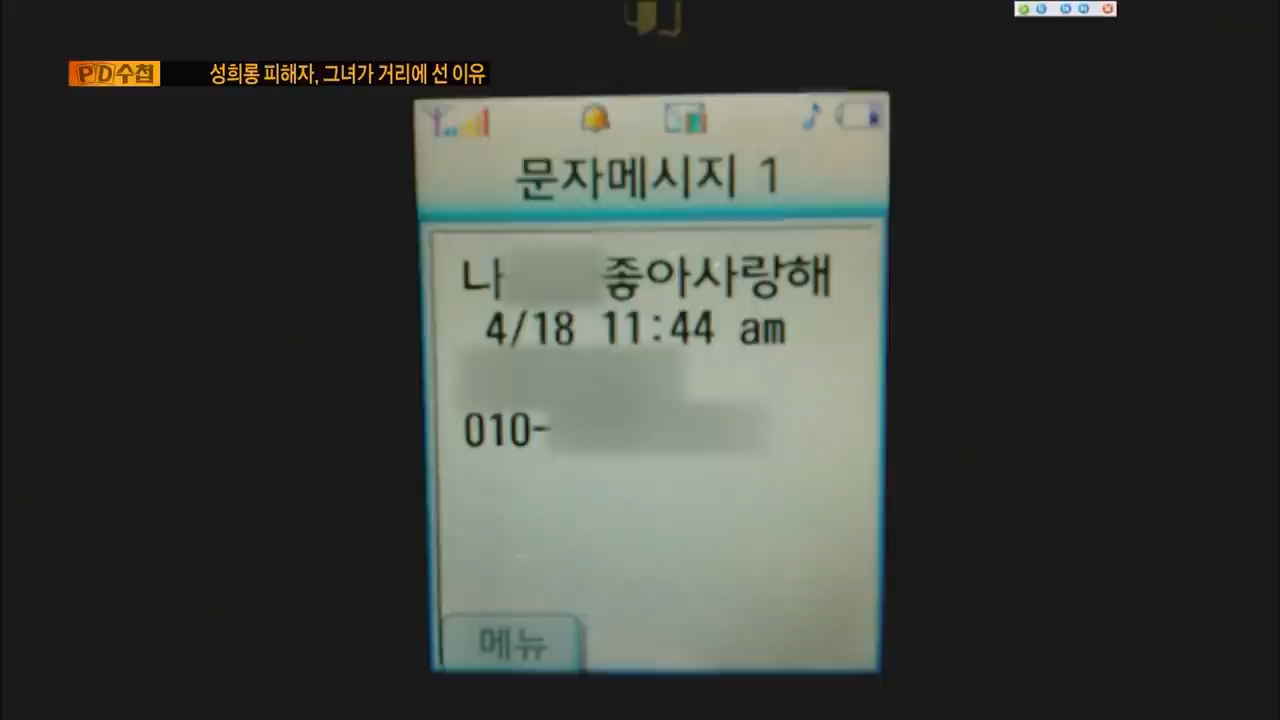 PD수첩 성희롱 피해자, 그녀가 거리에 선 이유
문자메시지 1
나 좋아사랑해
4/18 11:44 am
010-
메뉴